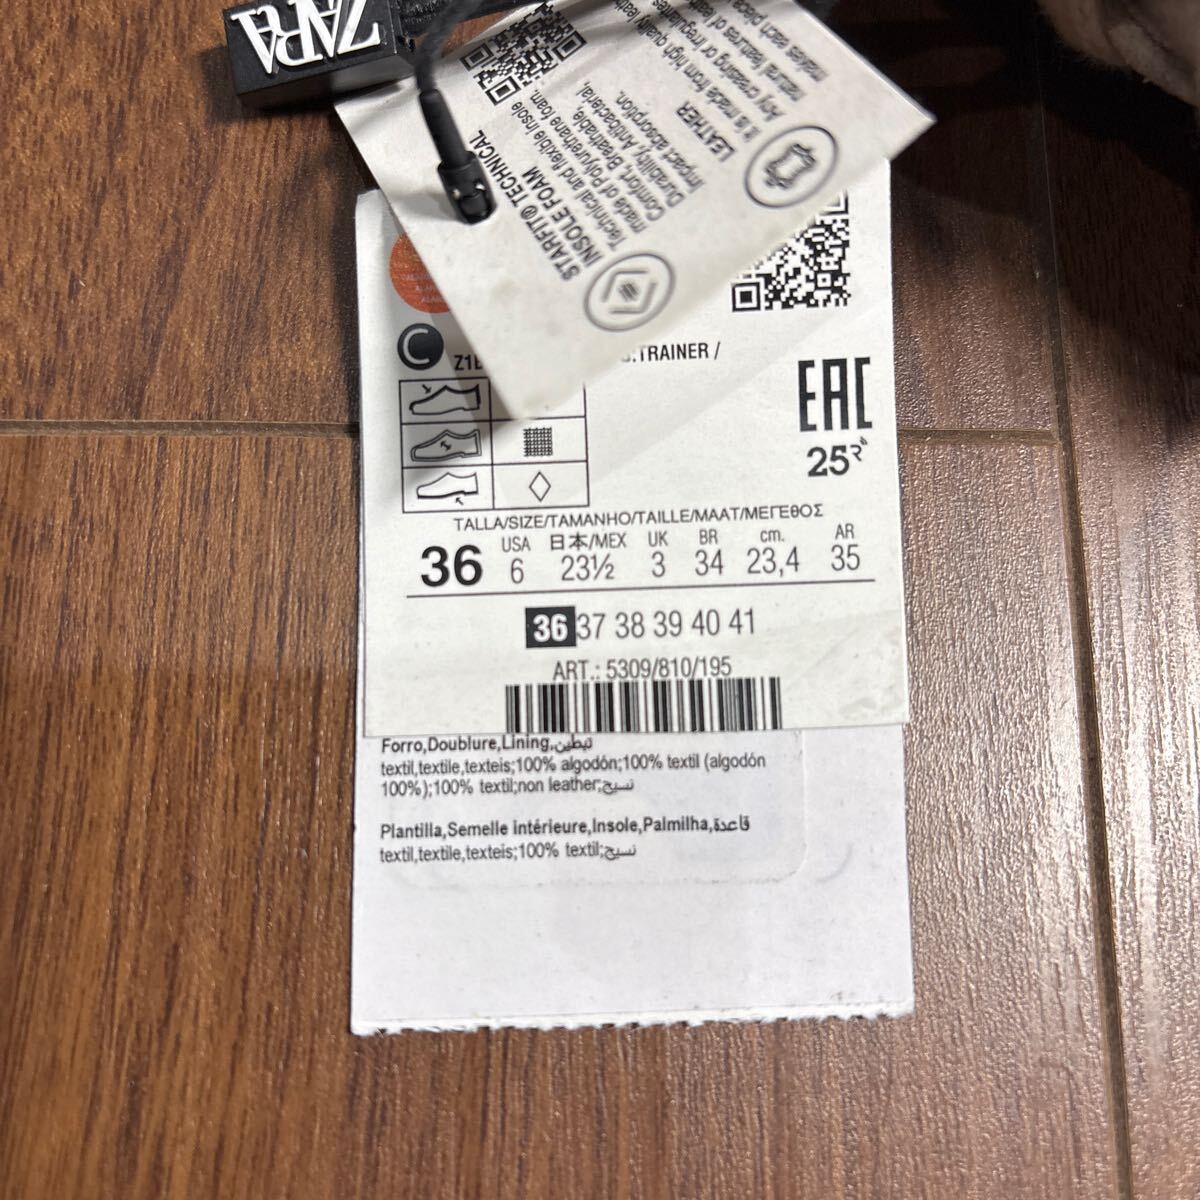 ZARA
STARFIT® TECHNICAL
INSOLE FOAM
Technical and flexible insole
made of Polyurethane foam.
Comfort, Breathable,
Durability, Antibacterial,
Impact absorption.
LEATHER
It is made from high quality
Any creasing or irregularities
natural features of
makes each piece
C
TRAINER /
EAC
25
TALLA/SIZE/TAMANHO/TAILLE/MAAT/ΜΕΓΕΘΟΣ
USA 日本/MEX UK BR cm. AR
36 6 23½ 3 34 23,4 35
36 37 38 39 40 41
ART.: 5309/810/195
Forro,Doublure,Lining,تبطين
textil,textile,texteis;100% algodón;100% textil (algodón
100%);100% textil;non leather;نسيج
Plantilla,Semelle intérieure,Insole,Palmilha,قاعدة
textil,textile,texteis;100% textil;نسيج